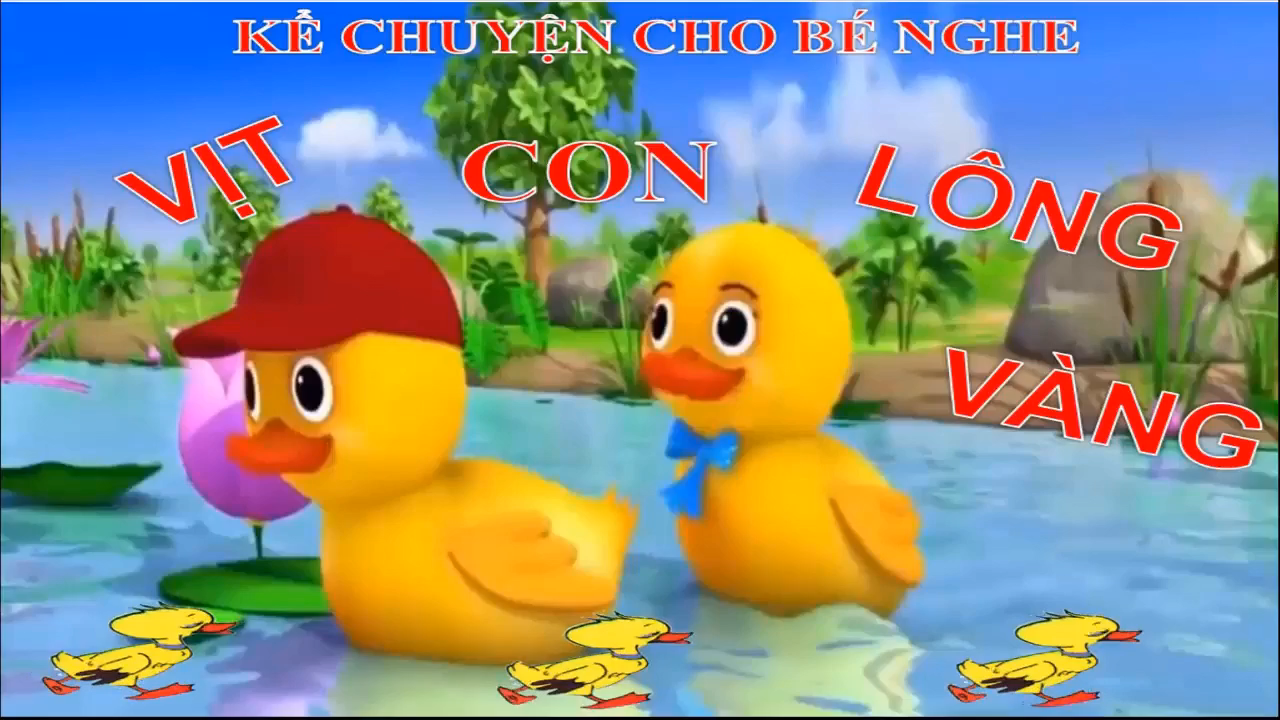 KỂ CHUYỆN CHO BÉ NGHE
VỊT CON LÔNG
VÀNG